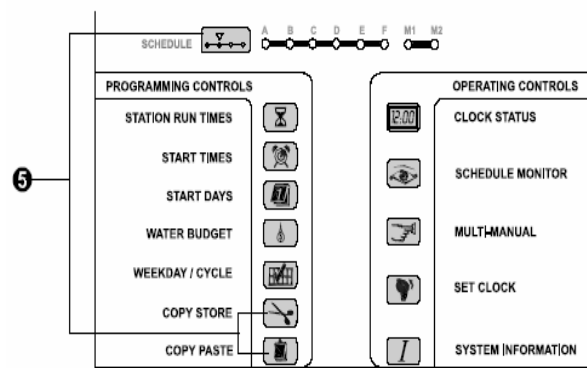 A B C D E F M1 M2
SCHEDULE
PROGRAMMING CONTROLS
STATION RUN TIMES
START TIMES
START DAYS
WATER BUDGET
WEEKDAY / CYCLE
COPY STORE
COPY PASTE
5
OPERATING CONTROLS
12:00 CLOCK STATUS
SCHEDULE MONITOR
MULTI-MANUAL
SET CLOCK
I SYSTEM INFORMATION